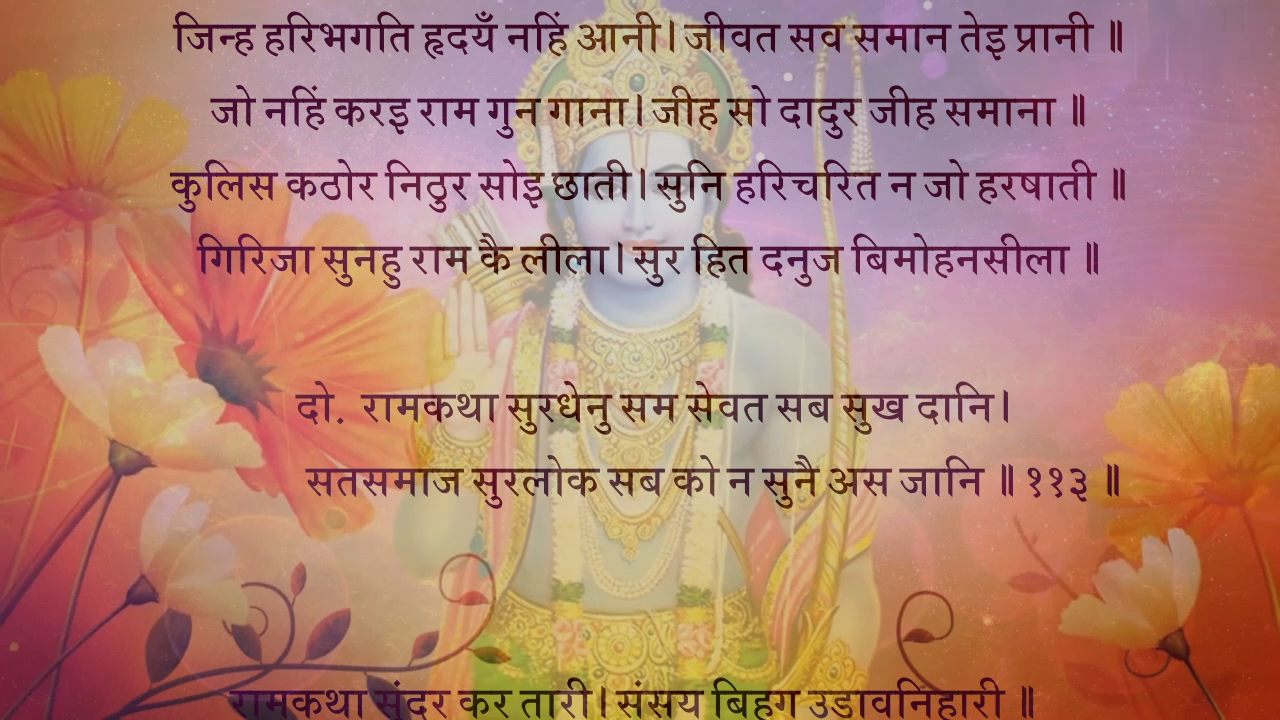 जिन्ह हरिभगति हृदयँ नहिं आनी। जीवत सव समान तेइ प्रानी ॥
जो नहिं करइ राम गुन गाना। जीह सो दादुर जीह समाना ॥
कुलिस कठोर निठुर सोइ छाती। सुनि हरिचरित न जो हरषाती ॥
गिरिजा सुनहु राम कै लीला। सुर हित दनुज बिमोहनसीला ॥
दो. रामकथा सुरधेनु सम सेवत सब सुख दानि।
सतसमाज सुरलोक सब को न सुनै अस जानि ॥ ११३ ॥
रामकथा सुंदर कर तारी। संसय बिहग उडावनिहारी ॥